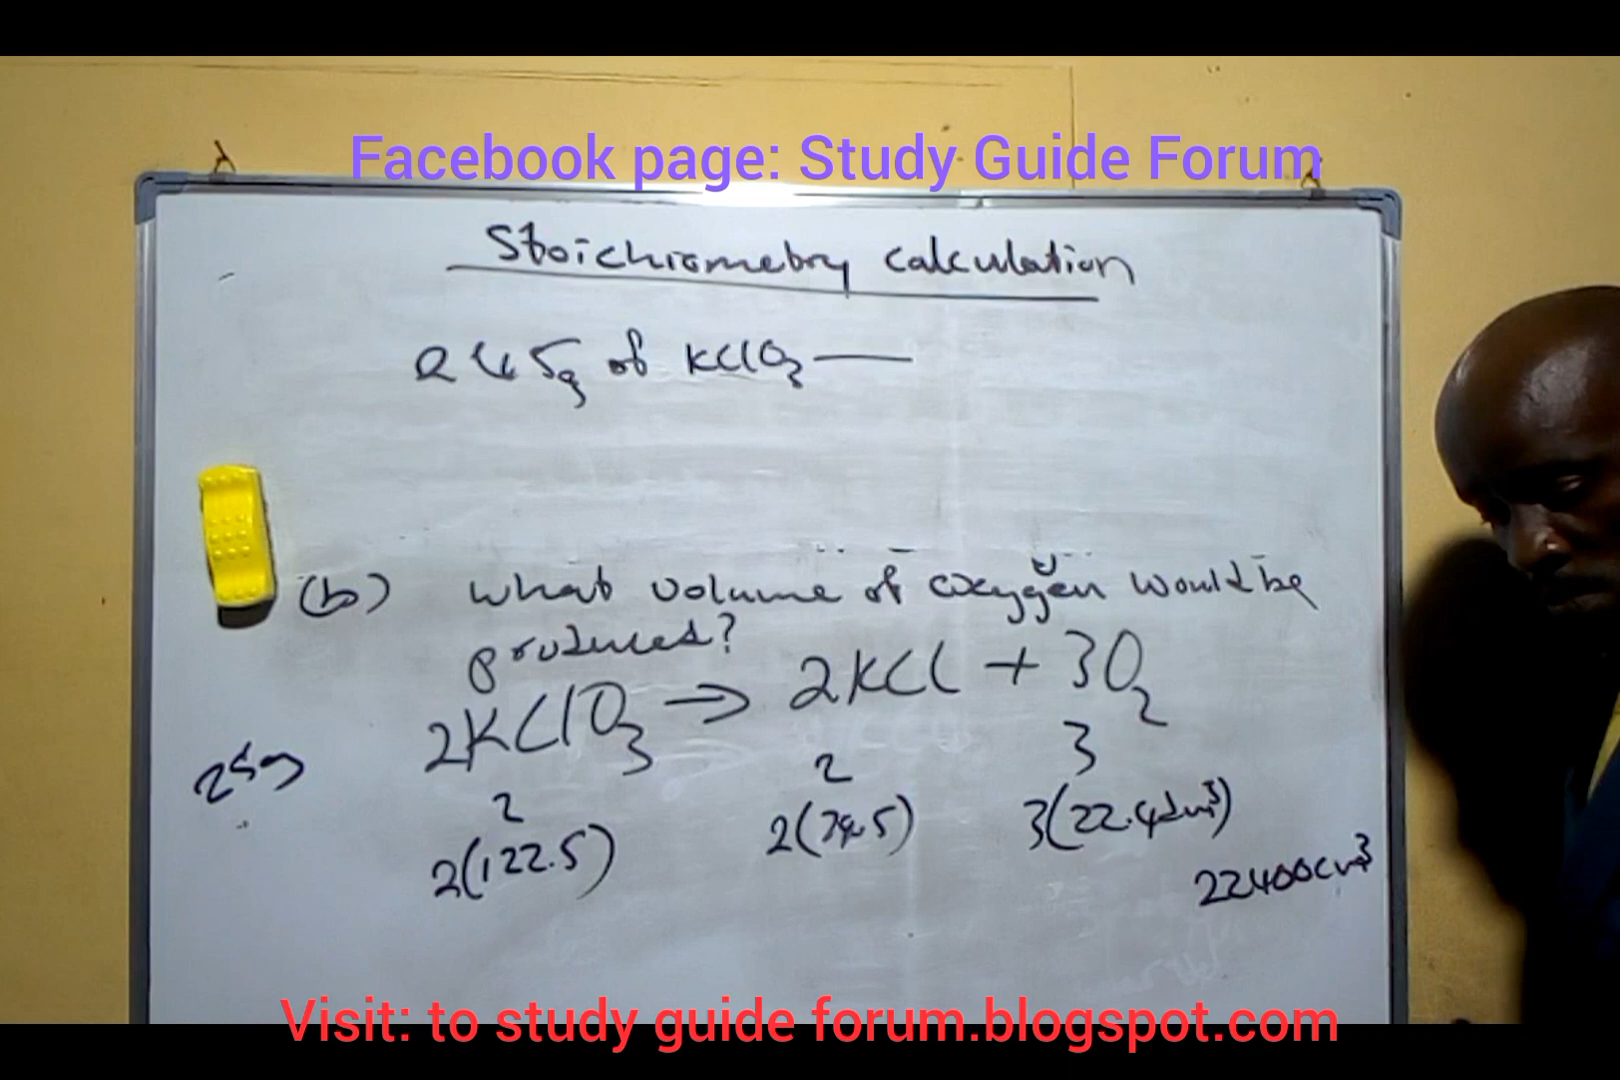 Facebook page: Study Guide Forum
Stoichiometry calculation
245g of KClO3 —
(b) What volume of oxygen would be
produced?
2KClO3 → 2KCl + 3O2
25g
2 2 3
2(122.5) 2(74.5) 3(22.4dm³)
22400cm³
Visit: to study guide forum.blogspot.com